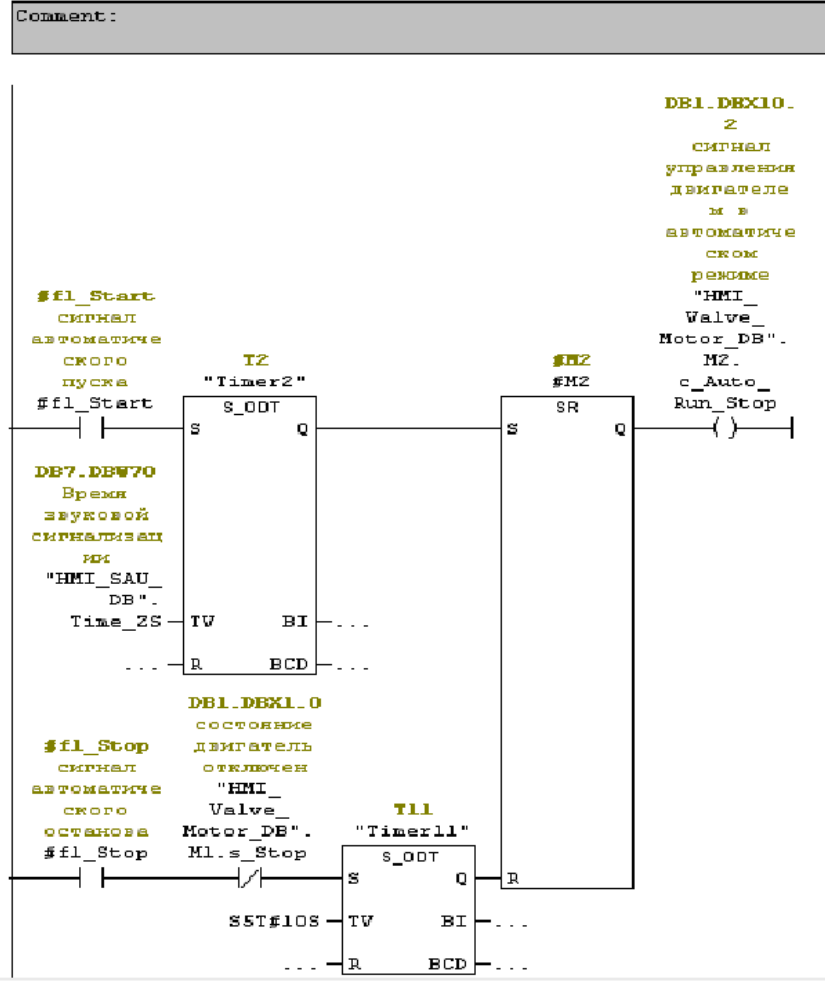 Comment:
DB1.DBX10.
2
сигнал
управления
двигателе
м в
автоматиче
ском
режиме
"HMI_
Valve_
Motor_DB".
M2.
c_Auto_
Run_Stop
#fl_Start
сигнал
автоматиче
ского
пуска
#fl_Start
T2
"Timer2"
S_ODT
S Q
#M2
#M2
SR
S Q
( )
DB7.DBW70
Время
звуковой
сигнализац
ии
"HMI_SAU_
DB".
Time_ZS
TV BI ...
... R BCD ...
DB1.DBX1.0
состояние
двигатель
отключен
"HMI_
Valve_
Motor_DB".
M1.s_Stop
#fl_Stop
сигнал
автоматиче
ского
останова
#fl_Stop
T11
"Timer11"
S_ODT
S Q
R
S5T#10S TV BI ...
... R BCD ...